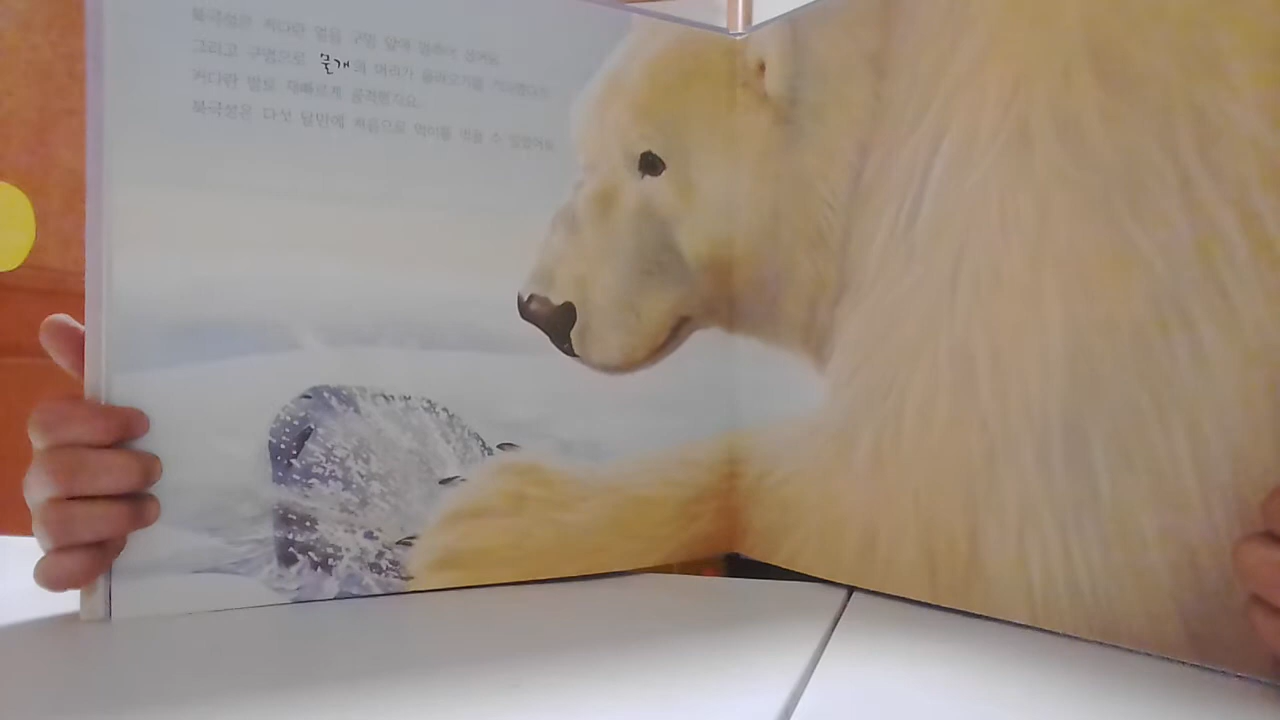 북극성은 커다란 얼음 구멍 앞에
그리고 구멍으로 물개의 머리가 올라오기를 기다렸다가
커다란 발로 재빠르게 공격했지요.
북극성은 다섯 달만에 처음으로 먹이를 먹을 수 있었어요